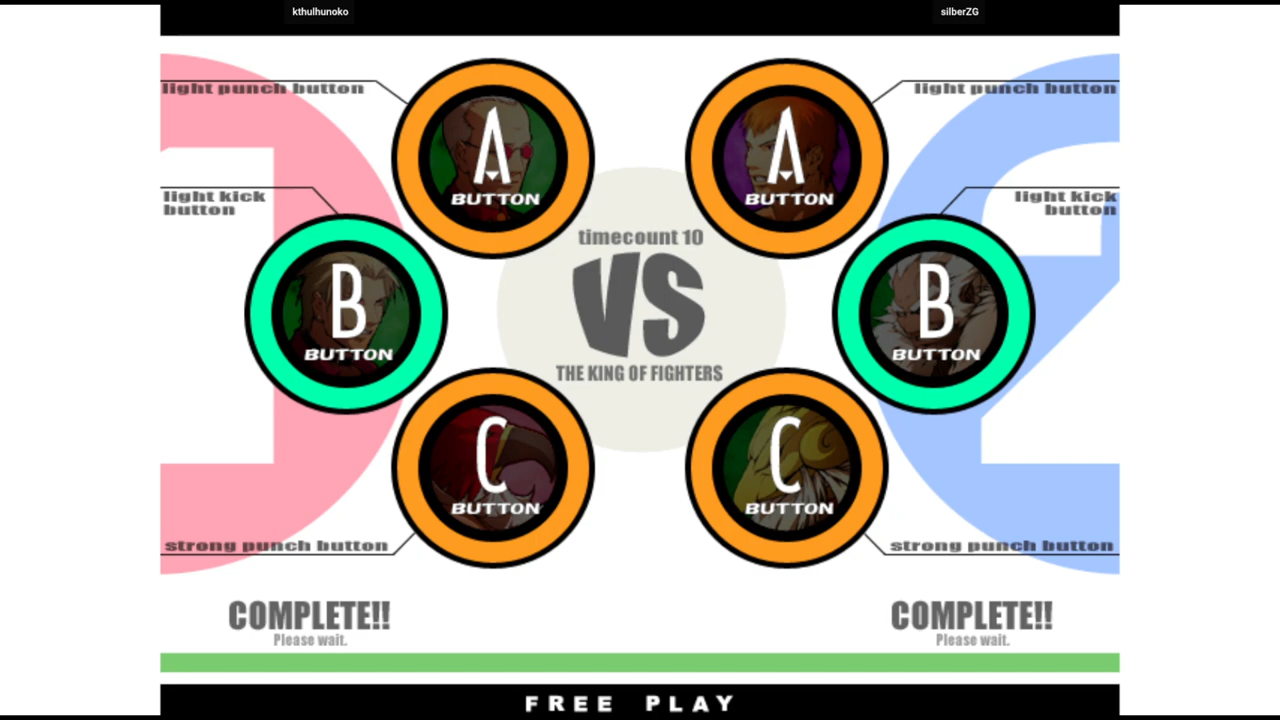 kthulhunoko
silberZG
light punch button
light punch button
A
BUTTON
A
BUTTON
light kick
button
light kick
button
B
BUTTON
B
BUTTON
timecount 10
VS
THE KING OF FIGHTERS
C
BUTTON
C
BUTTON
strong punch button
strong punch button
COMPLETE!!
Please wait.
COMPLETE!!
Please wait.
FREE PLAY